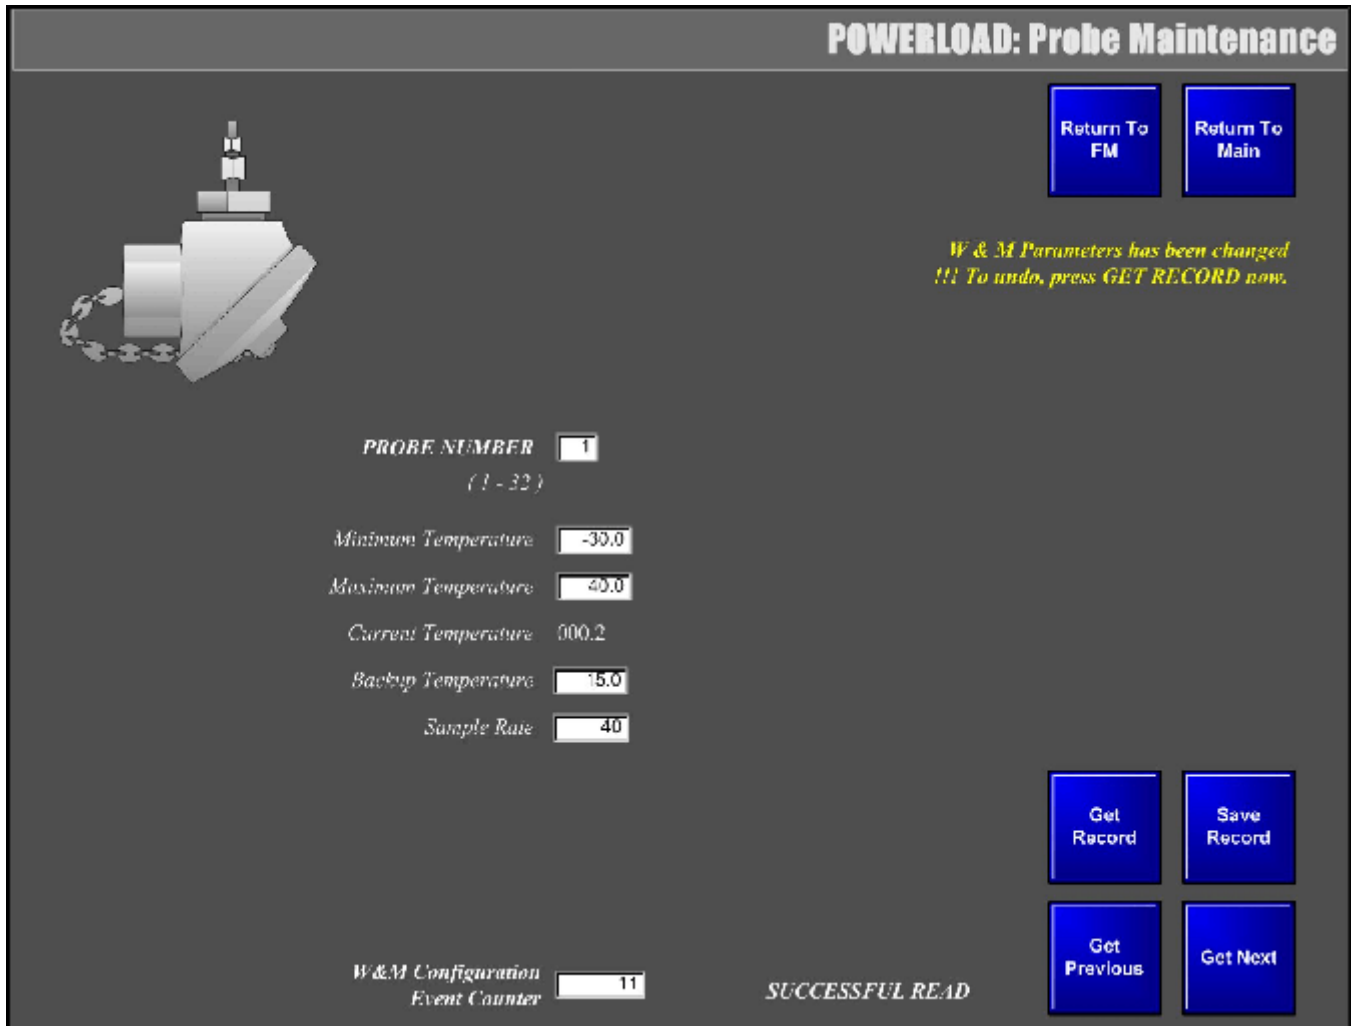 POWERLOAD: Probe Maintenance
Return To
FM
Return To
Main
W & M Parameters has been changed
!!! To undo, press GET RECORD now.
PROBE NUMBER 1
( 1 - 32 )
Minimum Temperature -30.0
Maximum Temperature 40.0
Current Temperature 000.2
Backup Temperature 15.0
Sample Rate 40
Get
Record
Save
Record
Get
Previous
Get Next
W&M Configuration
Event Counter 11
SUCCESSFUL READ